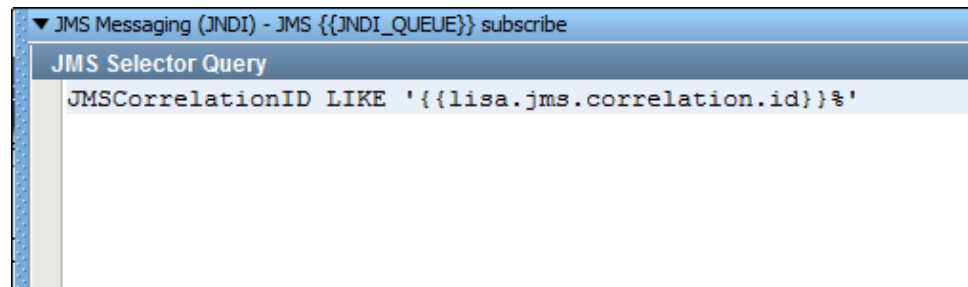 JMS Messaging (JNDI) - JMS {{JNDI_QUEUE}} subscribe
JMS Selector Query
JMSCorrelationID LIKE '{{lisa.jms.correlation.id}}%'